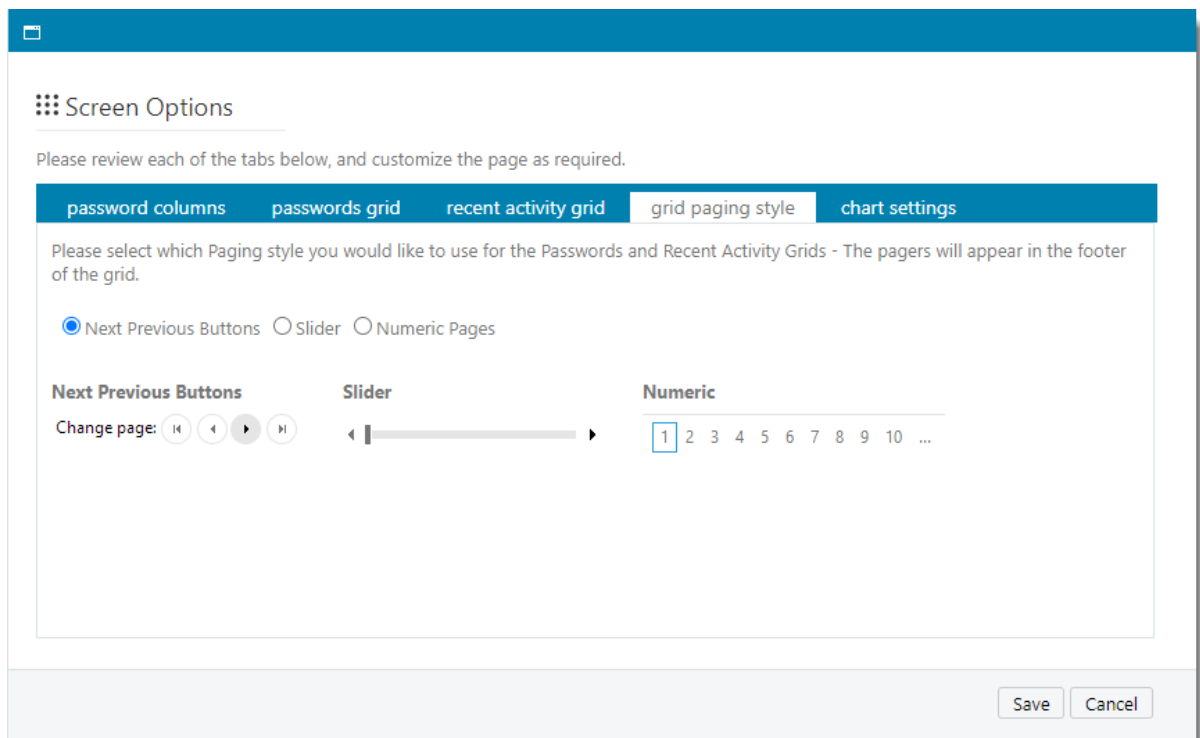 Screen Options
Please review each of the tabs below, and customize the page as required.
password columns passwords grid recent activity grid grid paging style chart settings
Please select which Paging style you would like to use for the Passwords and Recent Activity Grids - The pagers will appear in the footer
of the grid.
Next Previous Buttons Slider Numeric Pages
Next Previous Buttons Slider Numeric
Change page:
1 2 3 4 5 6 7 8 9 10 ...
Save Cancel